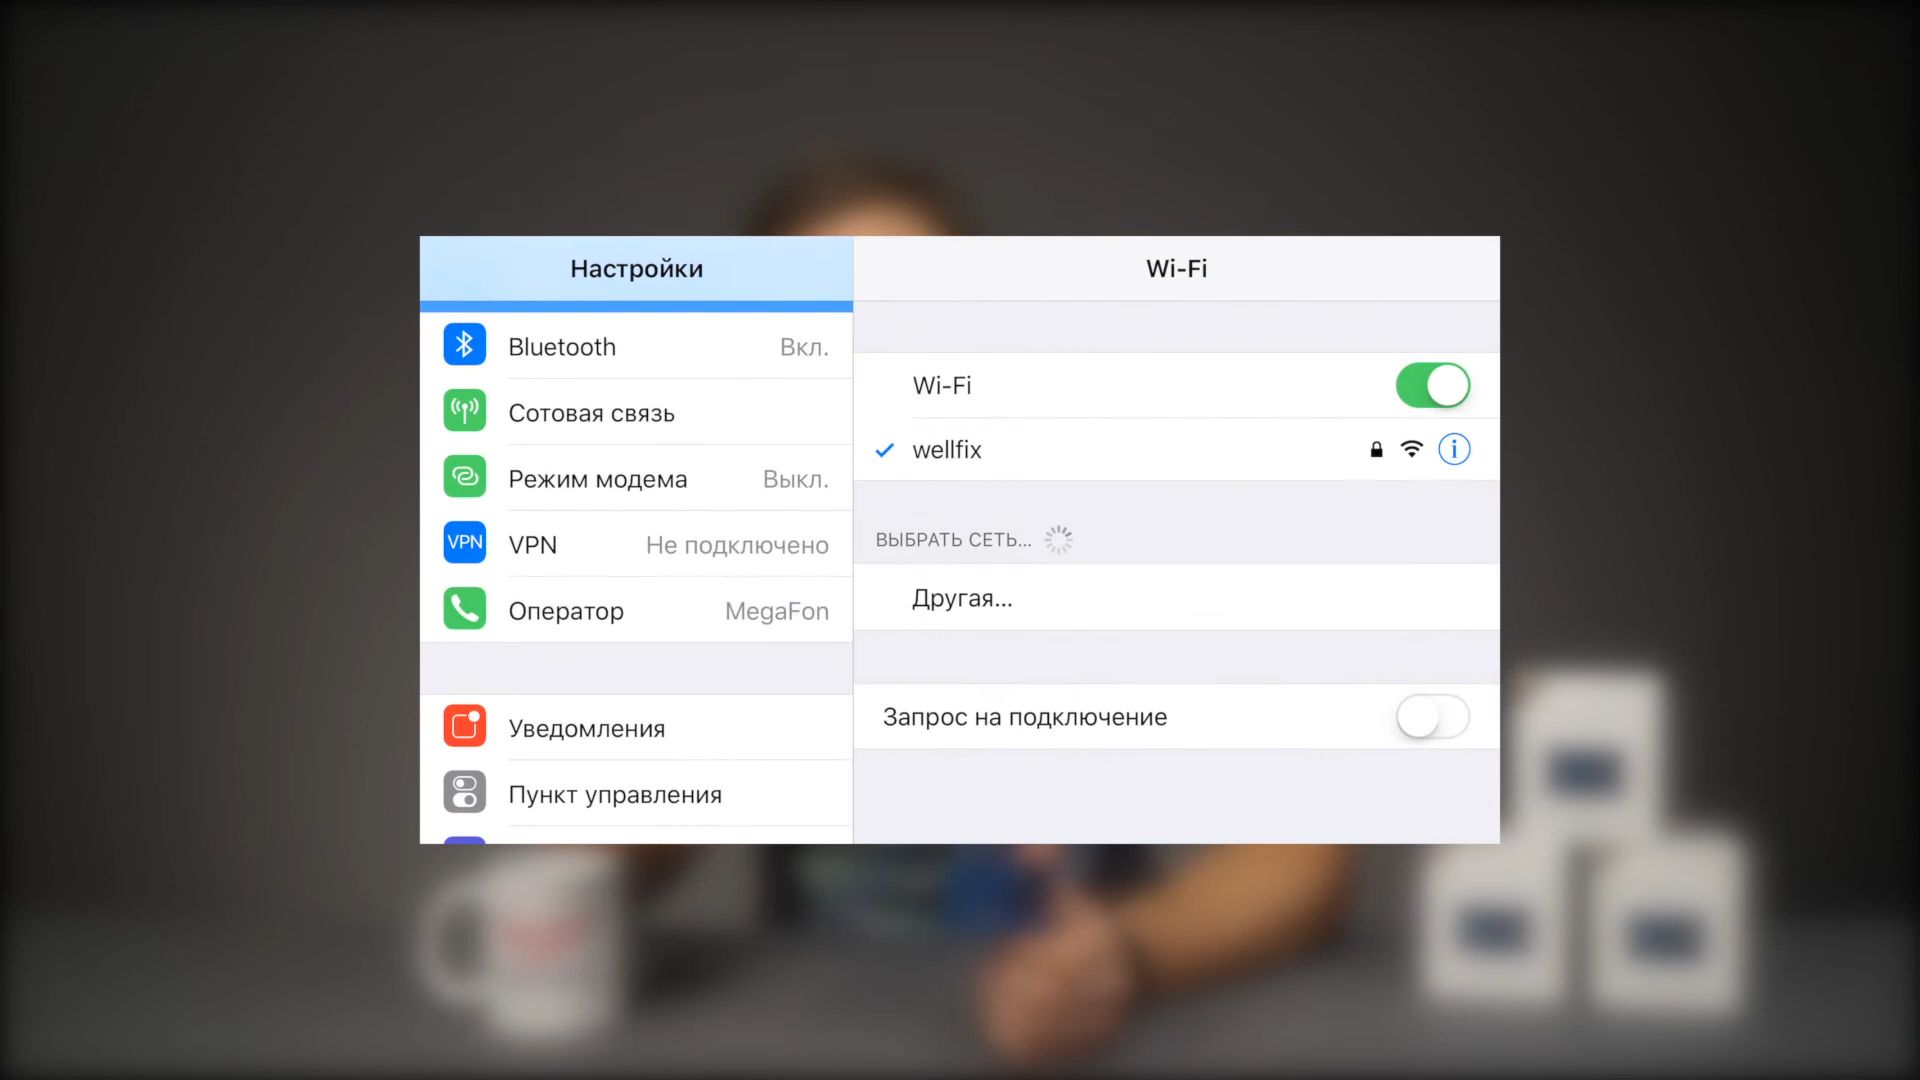 Настройки
Bluetooth Вкл.
Сотовая связь
Режим модема Выкл.
VPN VPN Не подключено
Оператор MegaFon
Уведомления
Пункт управления
Wi-Fi
Wi-Fi
wellfix
ВЫБРАТЬ СЕТЬ...
Другая...
Запрос на подключение